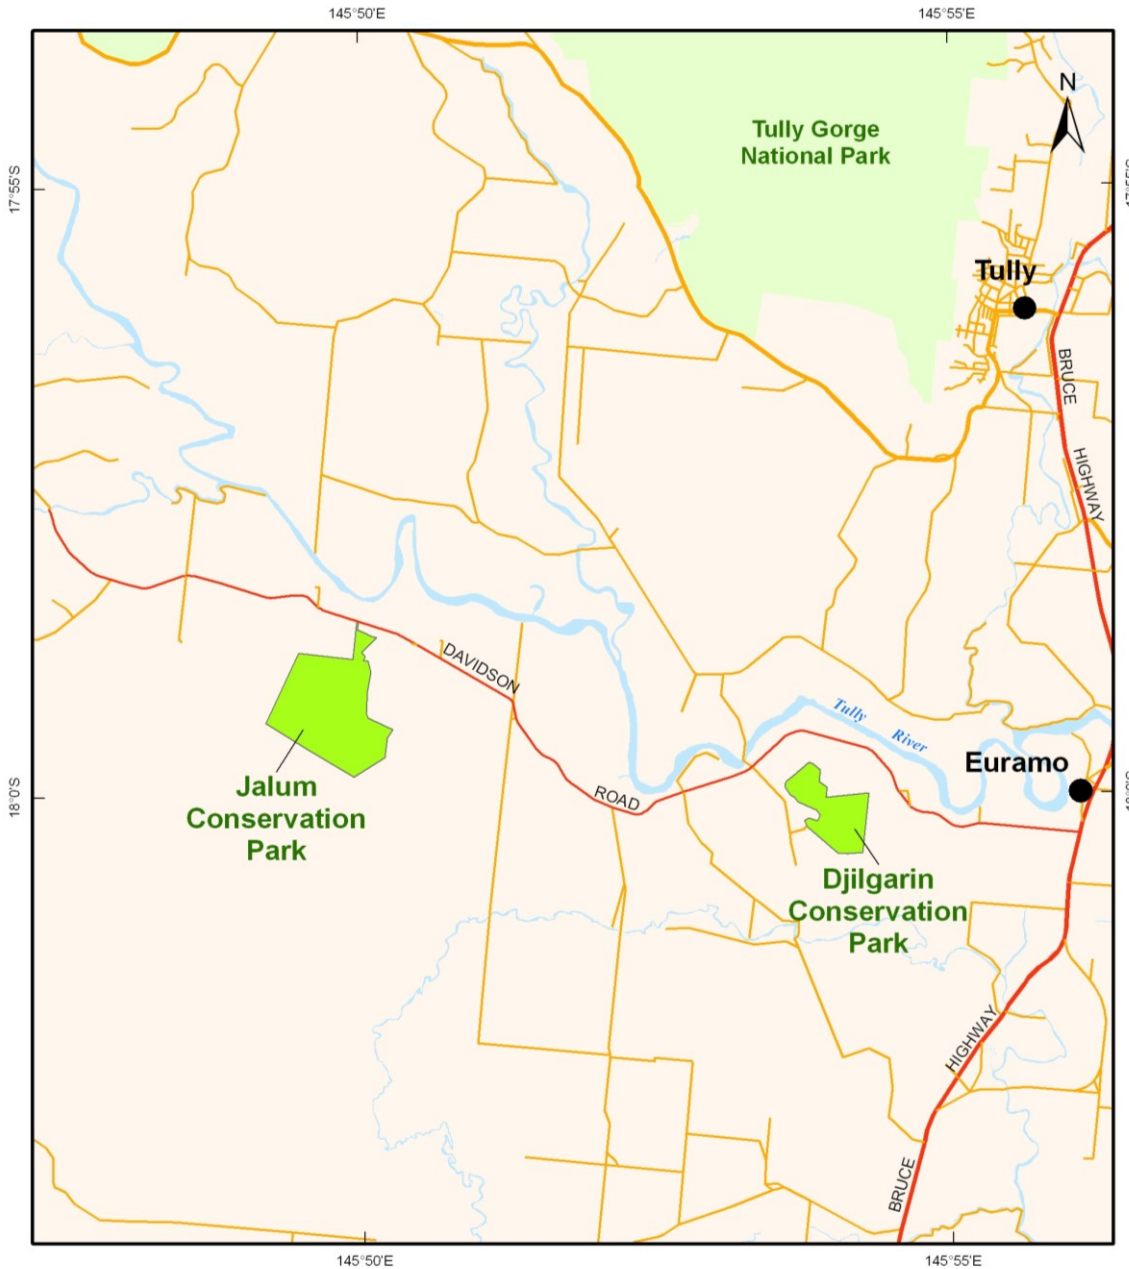 145°50'E
145°55'E
N
Tully Gorge
National Park
17°55'S
Tully
BRUCE
HIGHWAY
DAVIDSON
Tully
River
Euramo
ROAD
18°0'S
Jalum
Conservation
Park
Djilgarin
Conservation
Park
HIGHWAY
BRUCE
145°50'E
145°55'E